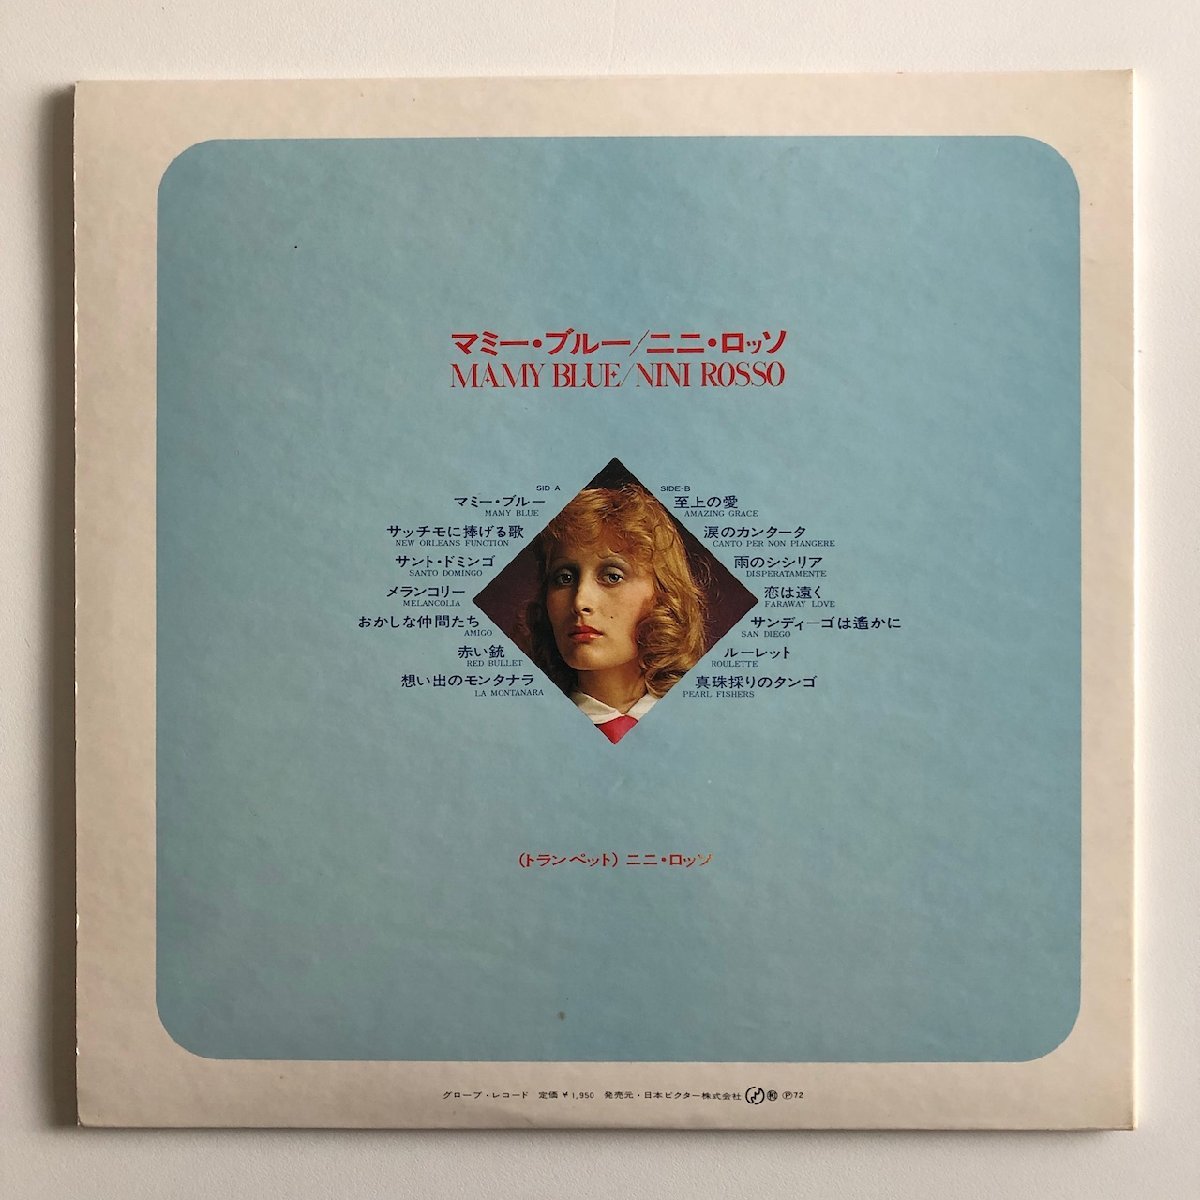 マミー・ブルー/ニニ・ロッソ
MAMY BLUE/NINI ROSSO
SID A
マミー・ブルー
MAMY BLUE
サッチモに捧げる歌
NEW ORLEANS FUNCTION
サント・ドミンゴ
SANTO DOMINGO
メランコリー
MELANCOLIA
おかしな仲間たち
AMIGO
赤い銃
RED BULLET
想い出のモンタナラ
LA MONTANARA
SIDE-B
至上の愛
AMAZING GRACE
涙のカンタータ
CANTO PER NON PIANGERE
雨のシシリア
DISPERATAMENTE
恋は遠く
FARAWAY LOVE
サンディーゴは遙かに
SAN DIEGO
ルーレット
ROULETTE
真珠採りのタンゴ
PEARL FISHERS
(トランペット) ニニ・ロッソ
グローブ・レコード 定価 ¥1,950 発売元・日本ビクター株式会社 Ⓟ72